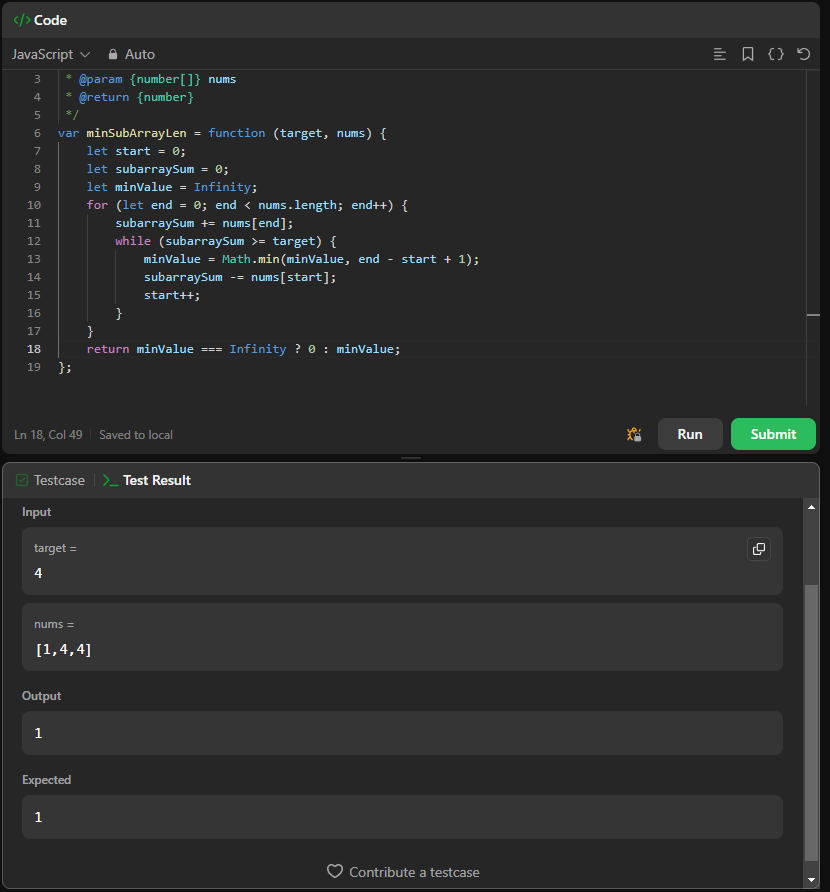 </> Code
JavaScript Auto
3 * @param {number[]} nums
4 * @return {number}
5 */
6 var minSubArrayLen = function (target, nums) {
7 let start = 0;
8 let subarraySum = 0;
9 let minValue = Infinity;
10 for (let end = 0; end < nums.length; end++) {
11 subarraySum += nums[end];
12 while (subarraySum >= target) {
13 minValue = Math.min(minValue, end - start + 1);
14 subarraySum -= nums[start];
15 start++;
16 }
17 }
18 return minValue === Infinity ? 0 : minValue;
19 };
Ln 18, Col 49 Saved to local Run Submit
Testcase >_ Test Result
Input
target =
4
nums =
[1,4,4]
Output
1
Expected
1
Contribute a testcase